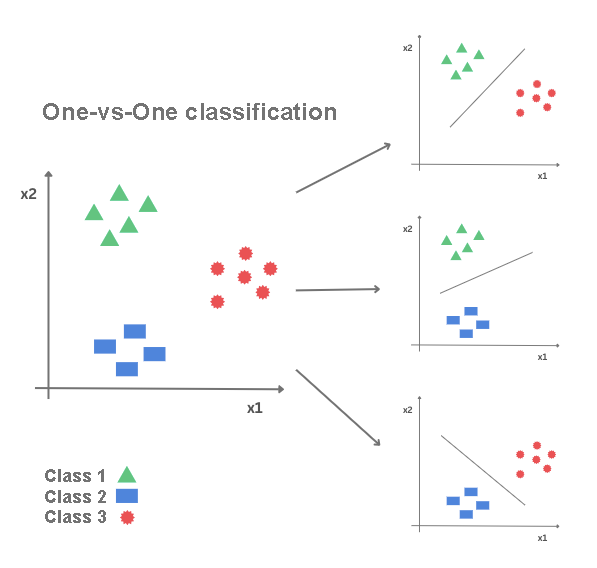 One-vs-One classification
x2
x1
Class 1
Class 2
Class 3
x2
x1
x2
x1
x2
x1